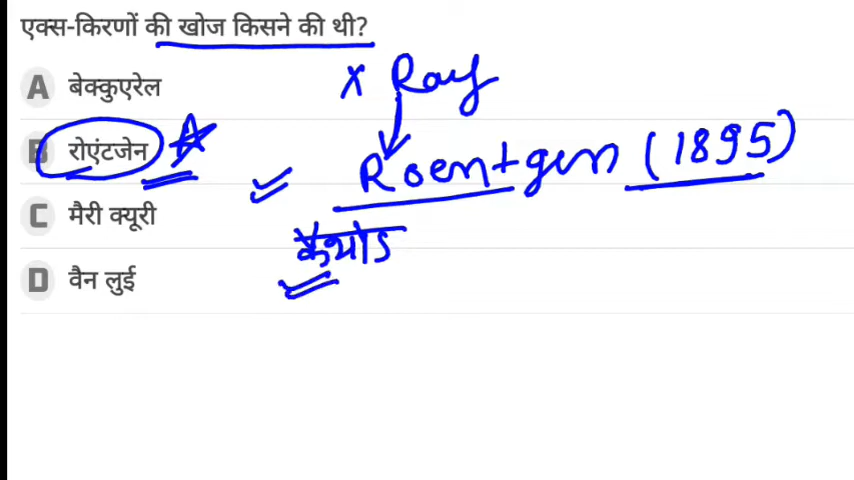 एक्स-किरणों की खोज किसने की थी?
A बेक्कुएरेल
X Ray
B रोएंटजेन
Roentgen (1895)
C मैरी क्यूरी
कैथोड
D वैन लुई